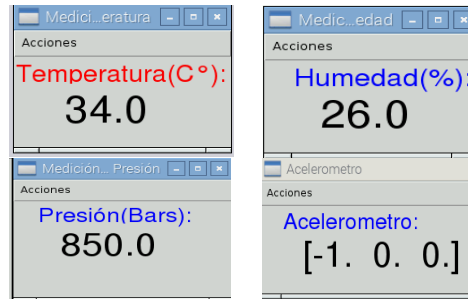 Medici...eratura
Acciones
Temperatura(C°):
34.0
Medic...edad
Acciones
Humedad(%):
26.0
Medición... Presión
Acciones
Presión(Bars):
850.0
Acelerometro
Acciones
Acelerometro:
[-1. 0. 0.]